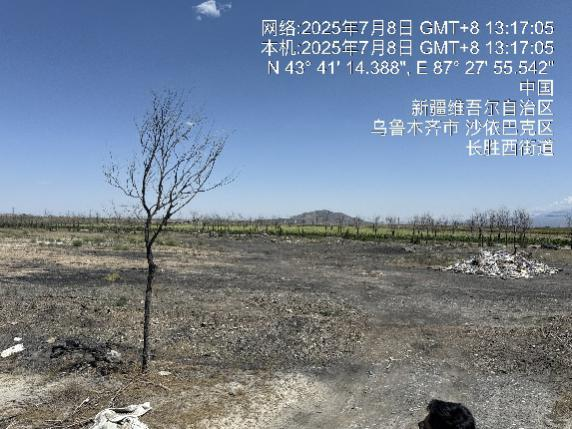 网络:2025年7月8日 GMT+8 13:17:05
本机:2025年7月8日 GMT+8 13:17:05
N 43° 41' 14.388", E 87° 27' 55.542"
中国
新疆维吾尔自治区
乌鲁木齐市 沙依巴克区
长胜西街道